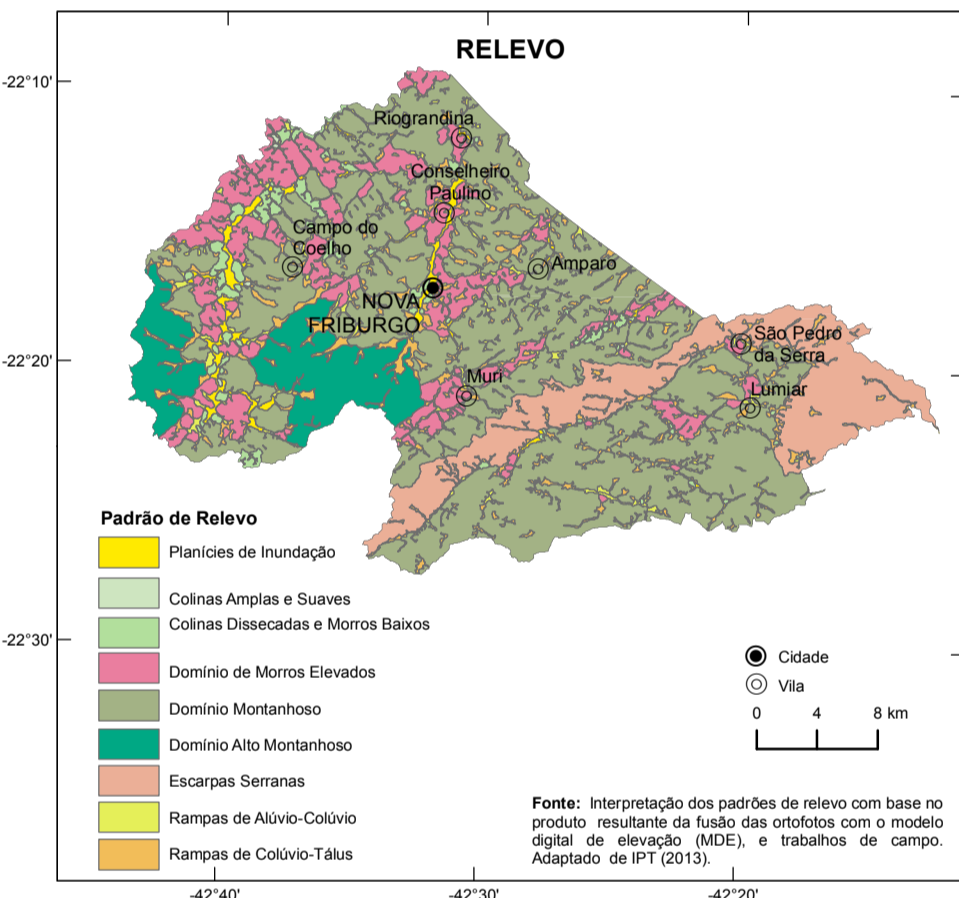 RELEVO
-22°10'
Riograndina
Conselheiro
Paulino
Campo do
Coelho
Amparo
NOVA
FRIBURGO
-22°20'
São Pedro
da Serra
Muri
Lumiar
Padrão de Relevo
Planícies de Inundação
Colinas Amplas e Suaves
Colinas Dissecadas e Morros Baixos
-22°30'
Domínio de Morros Elevados
Domínio Montanhoso
Domínio Alto Montanhoso
Escarpas Serranas
Rampas de Alúvio-Colúvio
Rampas de Colúvio-Tálus
Cidade
Vila
0 4 8 km
Fonte: Interpretação dos padrões de relevo com base no
produto resultante da fusão das ortofotos com o modelo
digital de elevação (MDE), e trabalhos de campo.
Adaptado de IPT (2013).
-42°40' -42°30' -42°20'